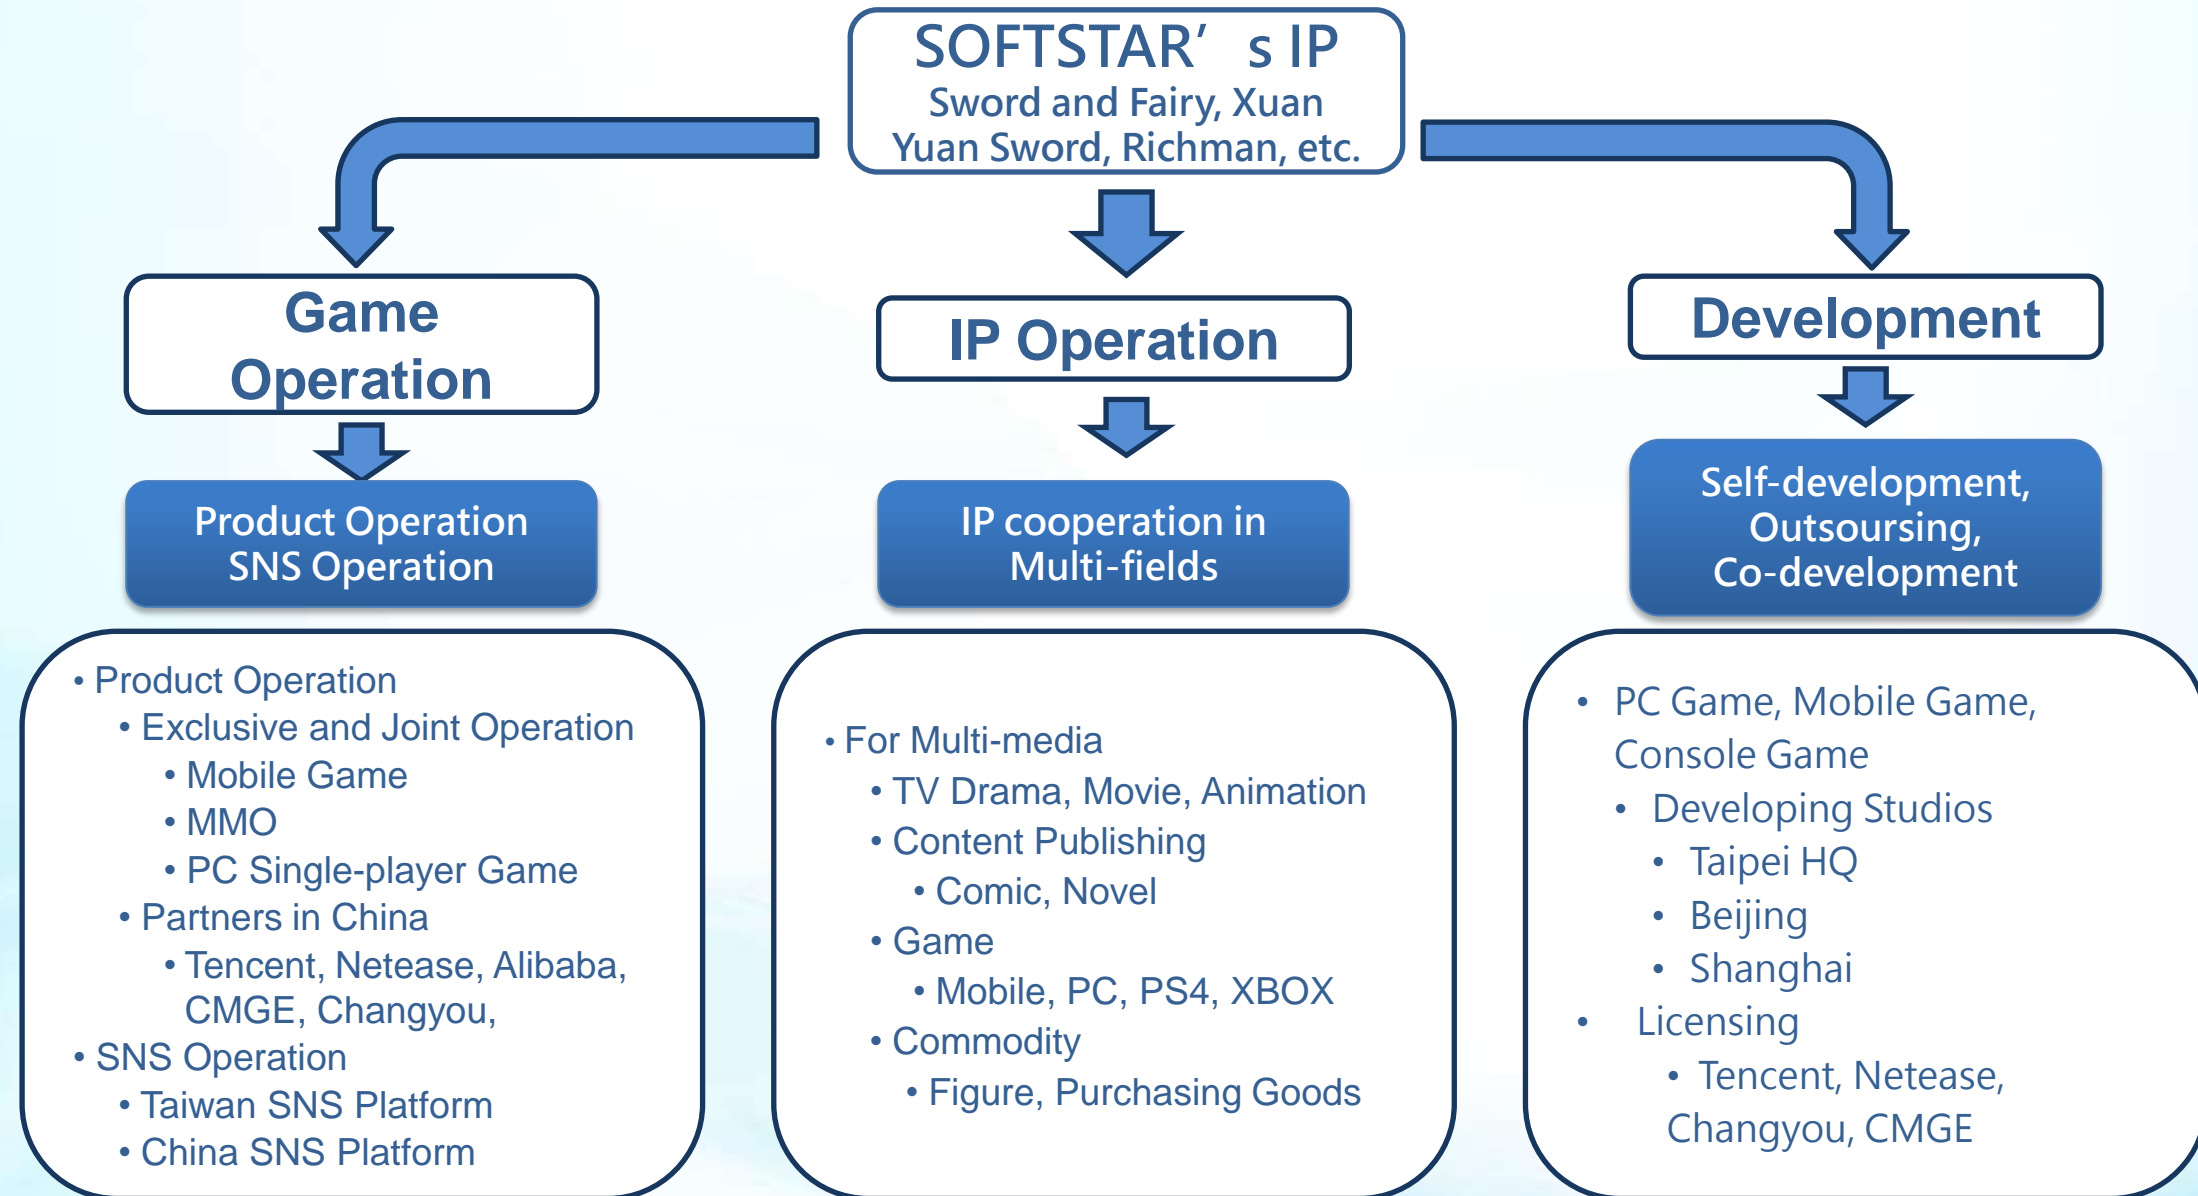 SOFTSTAR’s IP
Sword and Fairy, Xuan
Yuan Sword, Richman, etc.
Game
Operation
Product Operation
SNS Operation
• Product Operation
• Exclusive and Joint Operation
• Mobile Game
• MMO
• PC Single-player Game
• Partners in China
• Tencent, Netease, Alibaba,
CMGE, Changyou,
• SNS Operation
• Taiwan SNS Platform
• China SNS Platform
IP Operation
IP cooperation in
Multi-fields
• For Multi-media
• TV Drama, Movie, Animation
• Content Publishing
• Comic, Novel
• Game
• Mobile, PC, PS4, XBOX
• Commodity
• Figure, Purchasing Goods
Development
Self-development,
Outsoursing,
Co-development
• PC Game, Mobile Game,
Console Game
• Developing Studios
• Taipei HQ
• Beijing
• Shanghai
• Licensing
• Tencent, Netease,
Changyou, CMGE